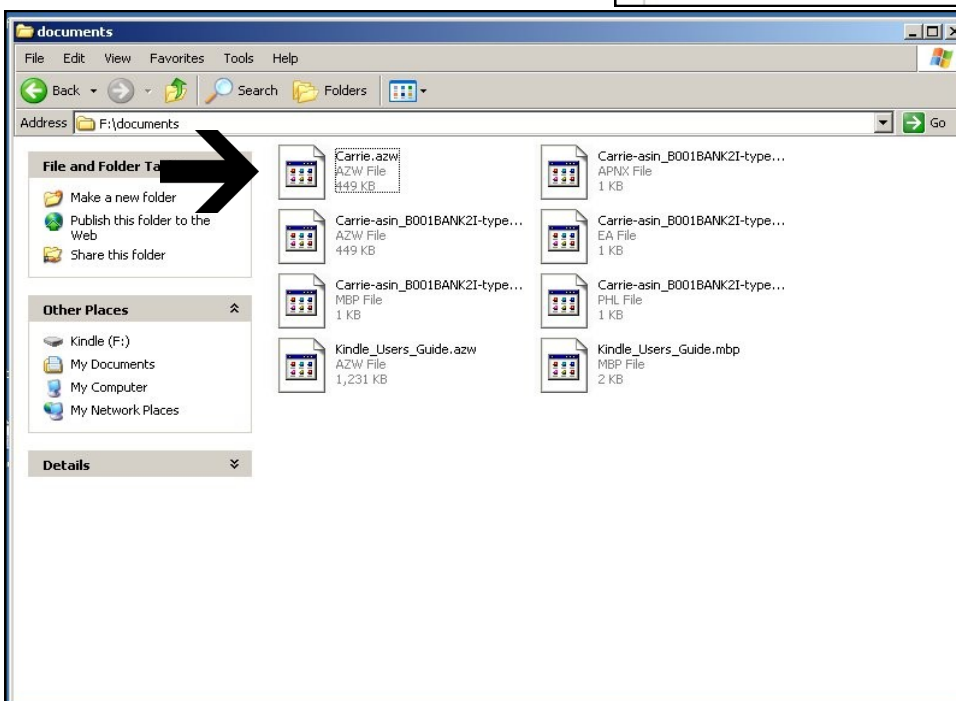 documents
File Edit View Favorites Tools Help
Back Search Folders
Address F:\documents Go
File and Folder
Make a new folder
Publish this folder to the
Web
Share this folder
Other Places
Kindle (F:)
My Documents
My Computer
My Network Places
Details
Carrie.azw
AZW File
449 KB
Carrie-asin_B001BANK2I-type...
APNX File
1 KB
Carrie-asin_B001BANK2I-type...
AZW File
449 KB
Carrie-asin_B001BANK2I-type...
EA File
1 KB
Carrie-asin_B001BANK2I-type...
MBP File
1 KB
Carrie-asin_B001BANK2I-type...
PHL File
1 KB
Kindle_Users_Guide.azw
AZW File
1,231 KB
Kindle_Users_Guide.mbp
MBP File
2 KB